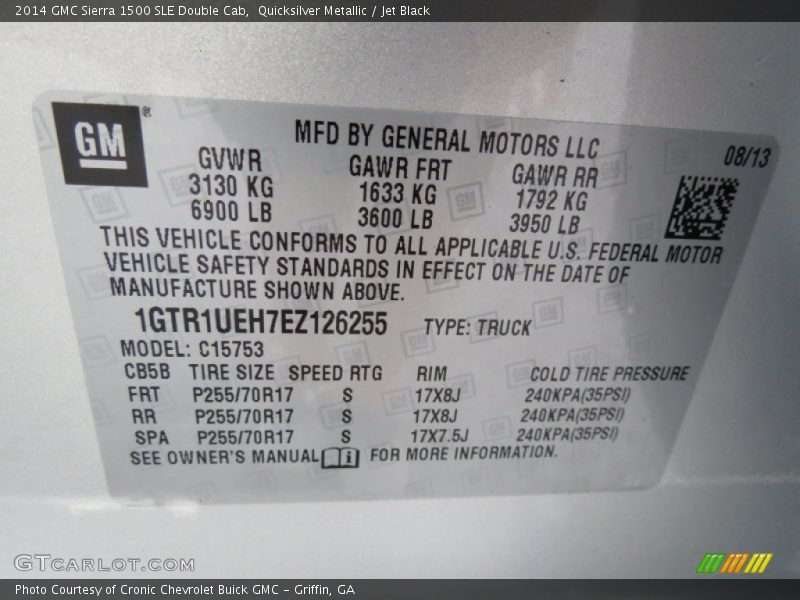 2014 GMC Sierra 1500 SLE Double Cab,  Quicksilver Metallic / Jet Black
GM®
MFD BY GENERAL MOTORS LLC
08/13
GVWR GAWR FRT GAWR RR
3130 KG 1633 KG 1792 KG
6900 LB 3600 LB 3950 LB
THIS VEHICLE CONFORMS TO ALL APPLICABLE U.S. FEDERAL MOTOR
VEHICLE SAFETY STANDARDS IN EFFECT ON THE DATE OF
MANUFACTURE SHOWN ABOVE.
1GTR1UEH7EZ126255 TYPE: TRUCK
MODEL: C15753
CB5B TIRE SIZE SPEED RTG RIM COLD TIRE PRESSURE
FRT P255/70R17 S 17X8J 240KPA(35PSI)
RR P255/70R17 S 17X8J 240KPA(35PSI)
SPA P255/70R17 S 17X7.5J 240KPA(35PSI)
SEE OWNER'S MANUAL FOR MORE INFORMATION.
GTCARLOT.COM
Photo Courtesy of Cronic Chevrolet Buick GMC – Griffin, GA